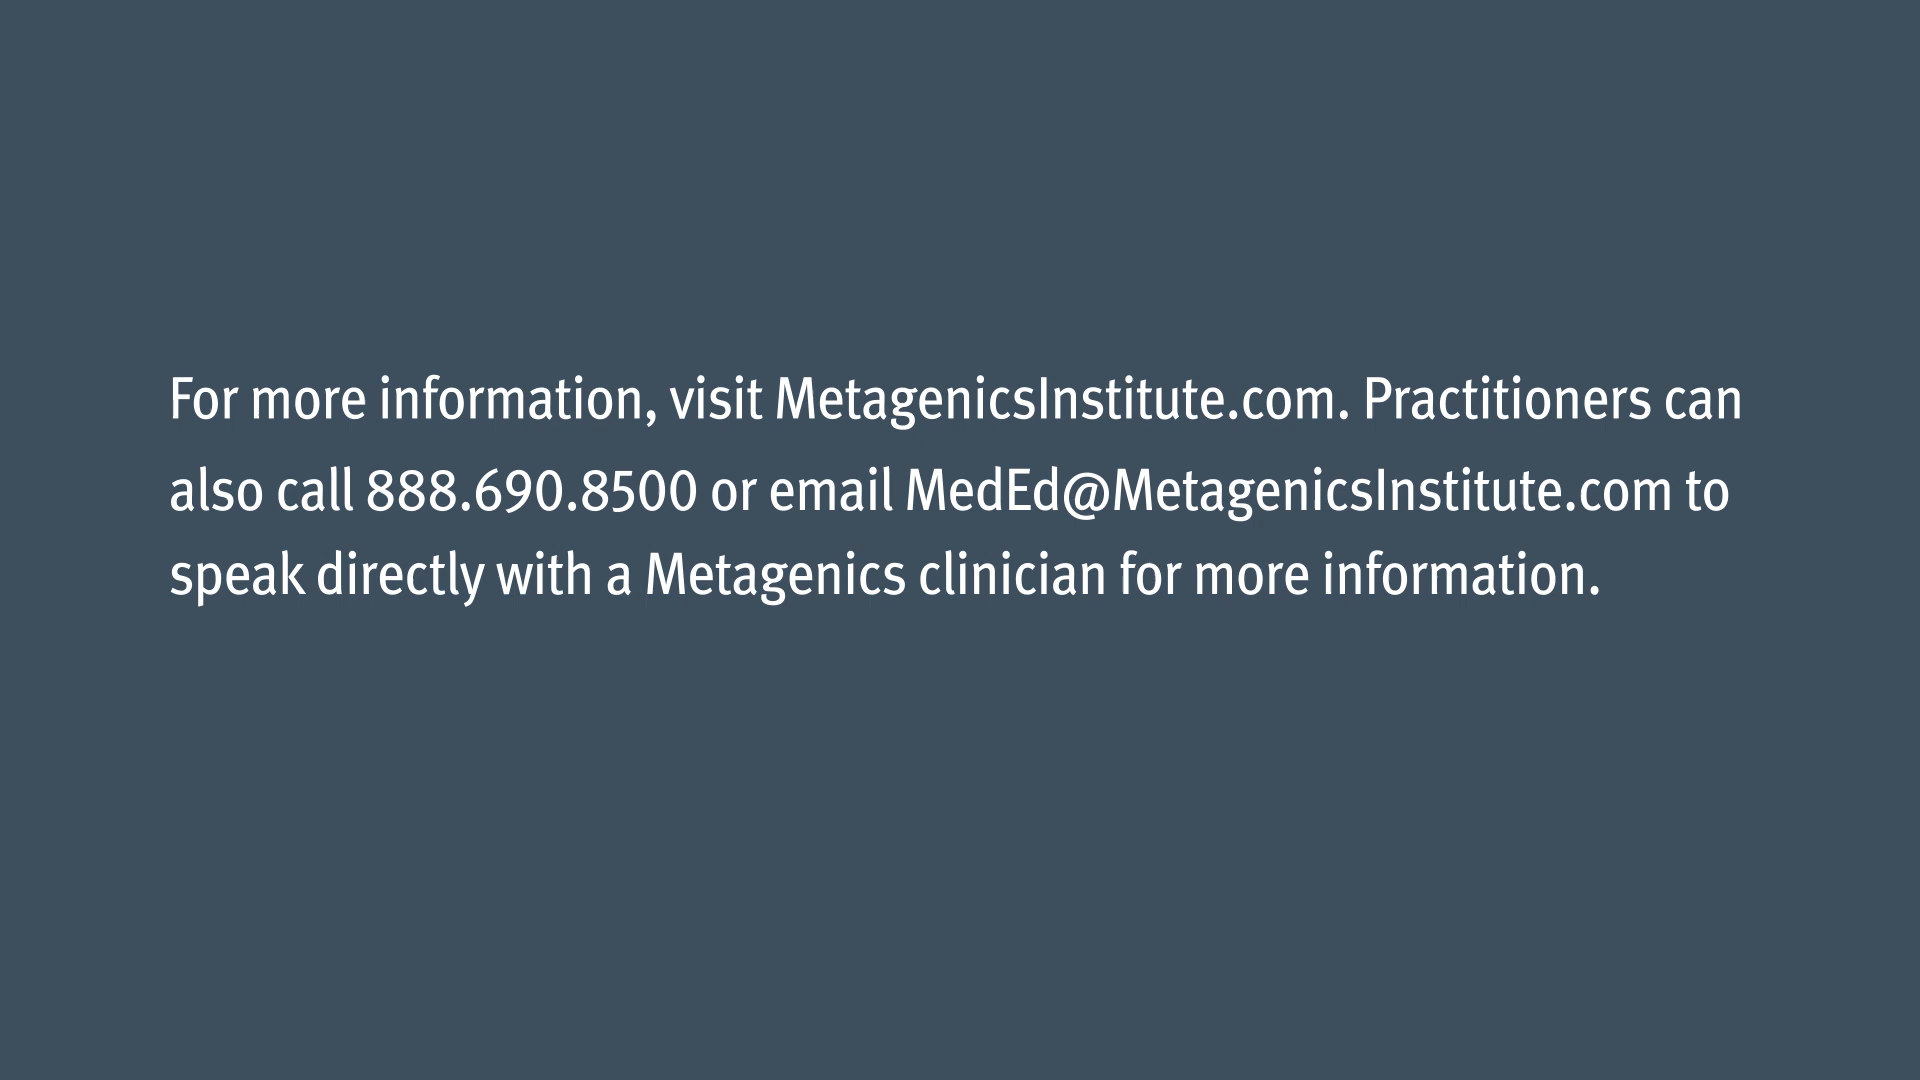 For more information, visit MetagenicsInstitute.com. Practitioners can
also call 888.690.8500 or email MedEd@MetagenicsInstitute.com to
speak directly with a Metagenics clinician for more information.